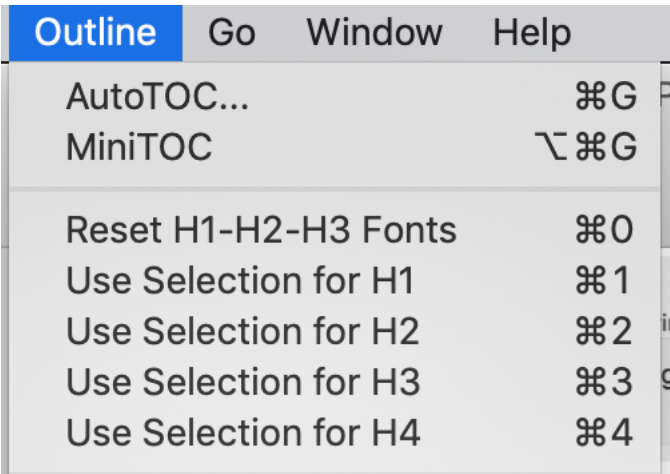 Outline Go Window Help
AutoTOC... ⌘G
MiniTOC ⌥⌘G
Reset H1-H2-H3 Fonts ⌘0
Use Selection for H1 ⌘1
Use Selection for H2 ⌘2
Use Selection for H3 ⌘3
Use Selection for H4 ⌘4